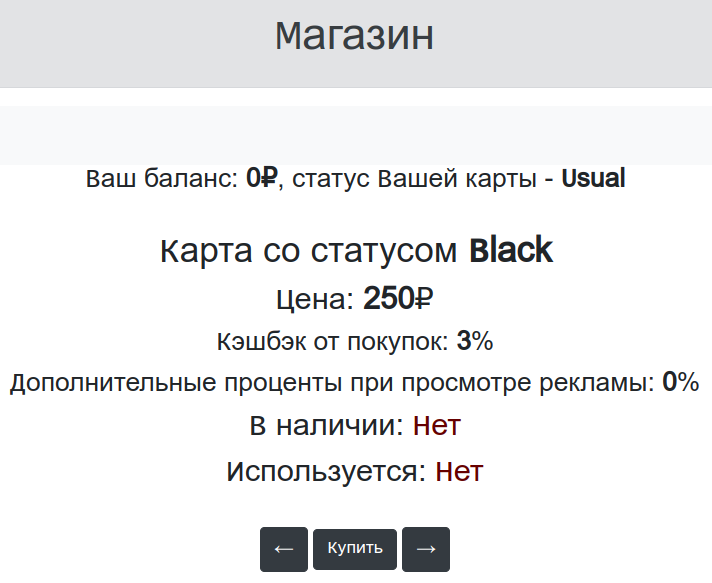 Магазин
Ваш баланс: 0₽, статус Вашей карты - Usual
Карта со статусом Black
Цена: 250₽
Кэшбэк от покупок: 3%
Дополнительные проценты при просмотре рекламы: 0%
В наличии: Нет
Используется: Нет
← Купить →